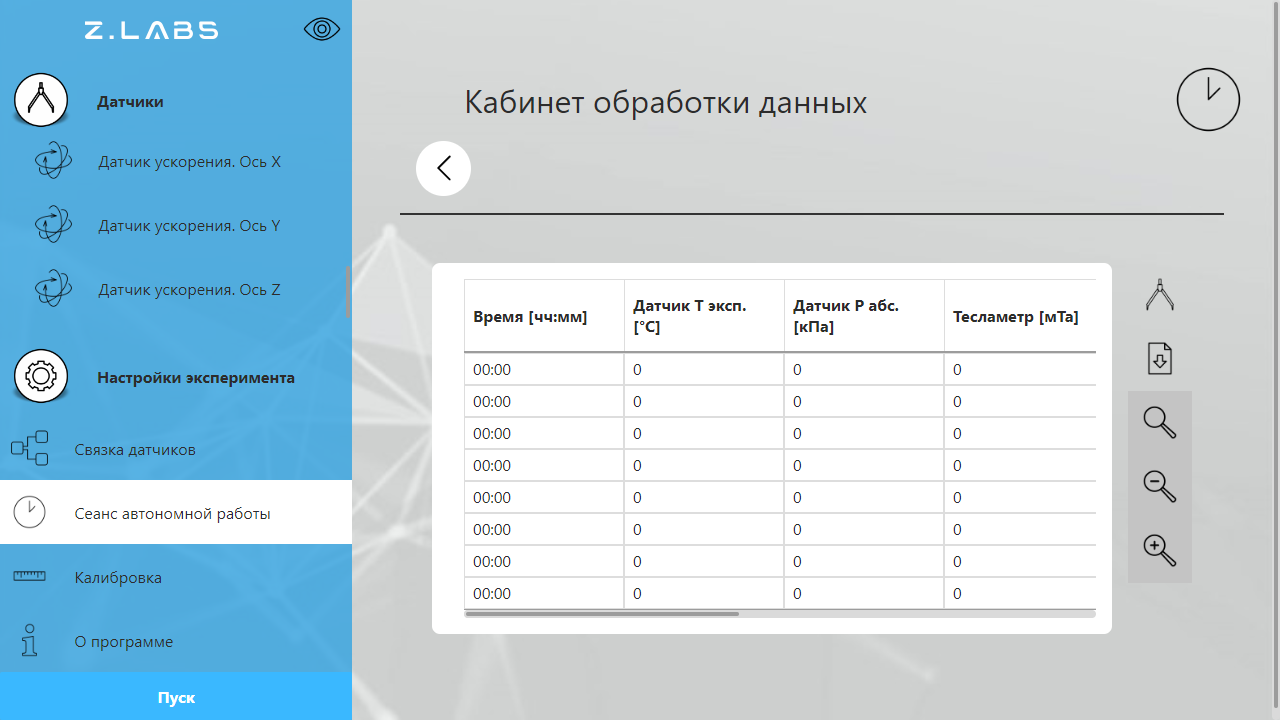 Z.LABS
Датчики
Датчик ускорения. Ось X
Датчик ускорения. Ось Y
Датчик ускорения. Ось Z
Настройки эксперимента
Связка датчиков
Сеанс автономной работы
Калибровка
О программе
Пуск
Кабинет обработки данных
Время [чч:мм] Датчик Т эксп. [°C] Датчик Р абс. [кПа] Тесламетр [мТа]
00:00 0 0 0
00:00 0 0 0
00:00 0 0 0
00:00 0 0 0
00:00 0 0 0
00:00 0 0 0
00:00 0 0 0
00:00 0 0 0